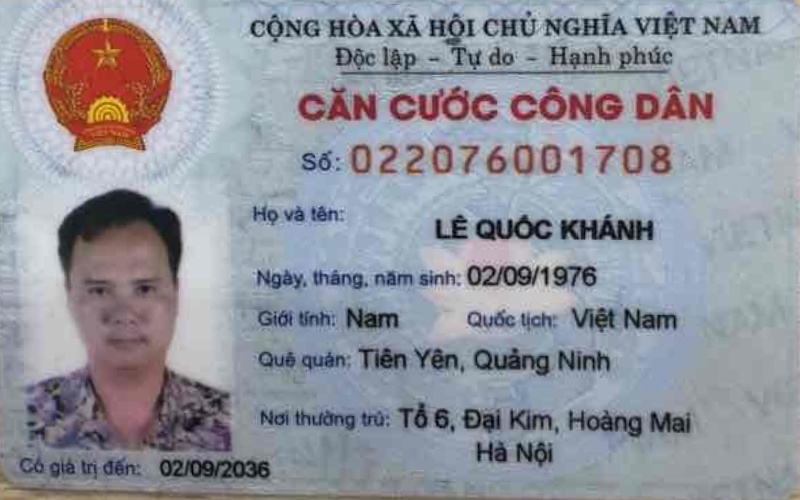 CỘNG HÒA XÃ HỘI CHỦ NGHĨA VIỆT NAM
Độc lập – Tự do – Hạnh phúc
CĂN CƯỚC CÔNG DÂN
Số: 022076001708
Họ và tên:
LÊ QUỐC KHÁNH
Ngày, tháng, năm sinh: 02/09/1976
Giới tính: Nam Quốc tịch: Việt Nam
Quê quán: Tiên Yên, Quảng Ninh
Nơi thường trú: Tổ 6, Đại Kim, Hoàng Mai
Hà Nội
Có giá trị đến: 02/09/2036